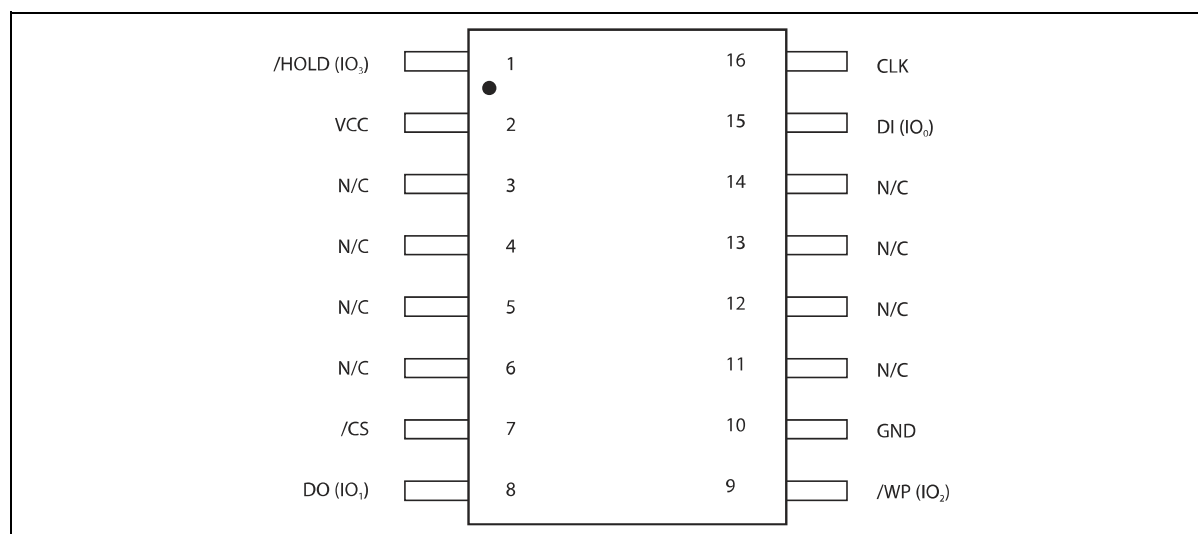 /HOLD (IO₃) 1 16 CLK
VCC 2 15 DI (IO₀)
N/C 3 14 N/C
N/C 4 13 N/C
N/C 5 12 N/C
N/C 6 11 N/C
/CS 7 10 GND
DO (IO₁) 8 9 /WP (IO₂)